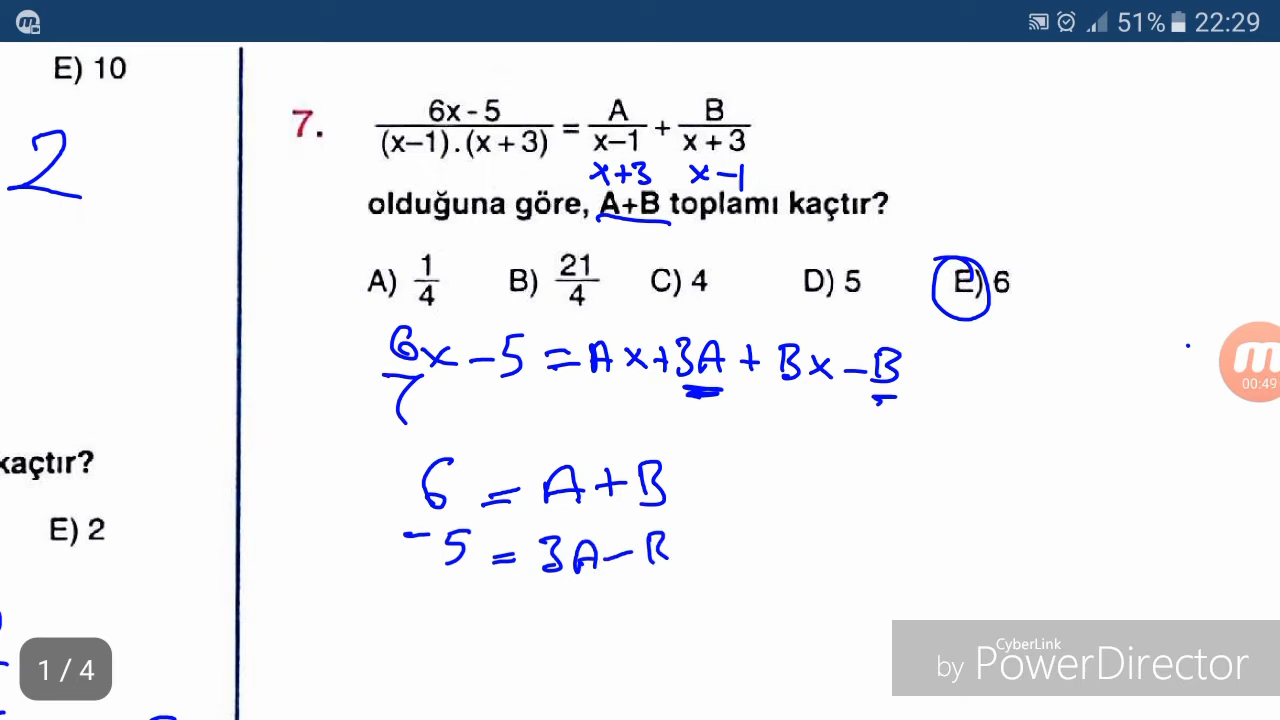 51% 22:29
E) 10
2
7. 6x - 5 / (x-1).(x+3) = A / x-1 + B / x+3
x+3 x-1
olduğuna göre, A+B toplamı kaçtır?
A) 1/4 B) 21/4 C) 4 D) 5 E) 6
6x - 5 = Ax + 3A + Bx - B
6 = A + B
-5 = 3A - B
kaçtır?
E) 2
00:49
1 / 4
CyberLink
by PowerDirector